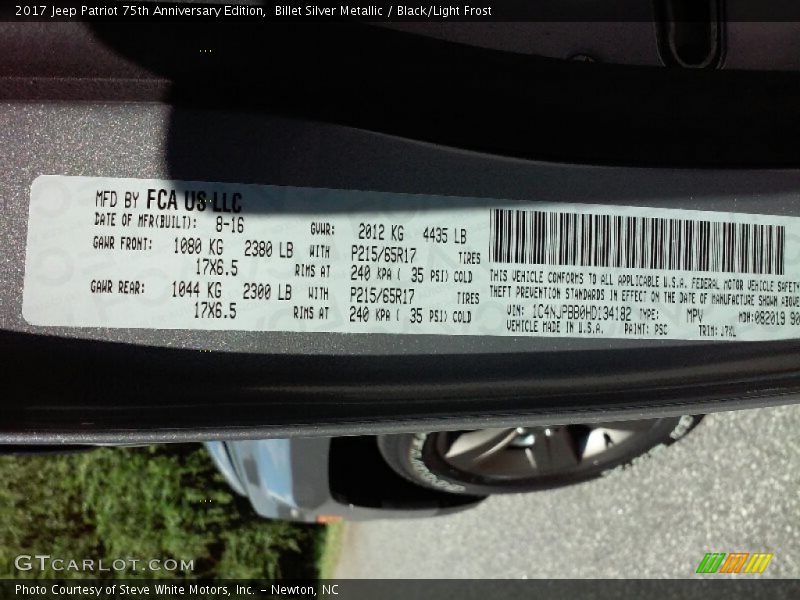 2017 Jeep Patriot 75th Anniversary Edition,  Billet Silver Metallic / Black/Light Frost
MFD BY FCA US LLC
DATE OF MFR(BUILT): 8-16 GVWR: 2012 KG 4435 LB
GAWR FRONT: 1080 KG 2380 LB WITH P215/65R17 TIRES
17X6.5 RIMS AT 240 KPA ( 35 PSI) COLD
GAWR REAR: 1044 KG 2300 LB WITH P215/65R17 TIRES
17X6.5 RIMS AT 240 KPA ( 35 PSI) COLD
THIS VEHICLE CONFORMS TO ALL APPLICABLE U.S.A. FEDERAL MOTOR VEHICLE SAFETY
THEFT PREVENTION STANDARDS IN EFFECT ON THE DATE OF MANUFACTURE SHOWN ABOVE
VIN: 1C4NJPBB0HD134182 TYPE: MPV MDH:082019 90
VEHICLE MADE IN U.S.A. PAINT: PSC TRIM:
GTCARLOT.COM
Photo Courtesy of Steve White Motors, Inc. – Newton, NC